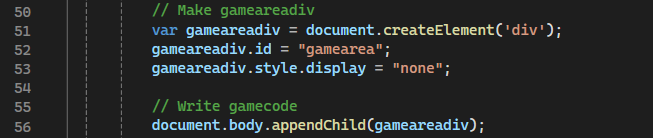 50 // Make gameareadiv
51 var gameareadiv = document.createElement('div');
52 gameareadiv.id = "gamearea";
53 gameareadiv.style.display = "none";
54
55 // Write gamecode
56 document.body.appendChild(gameareadiv);